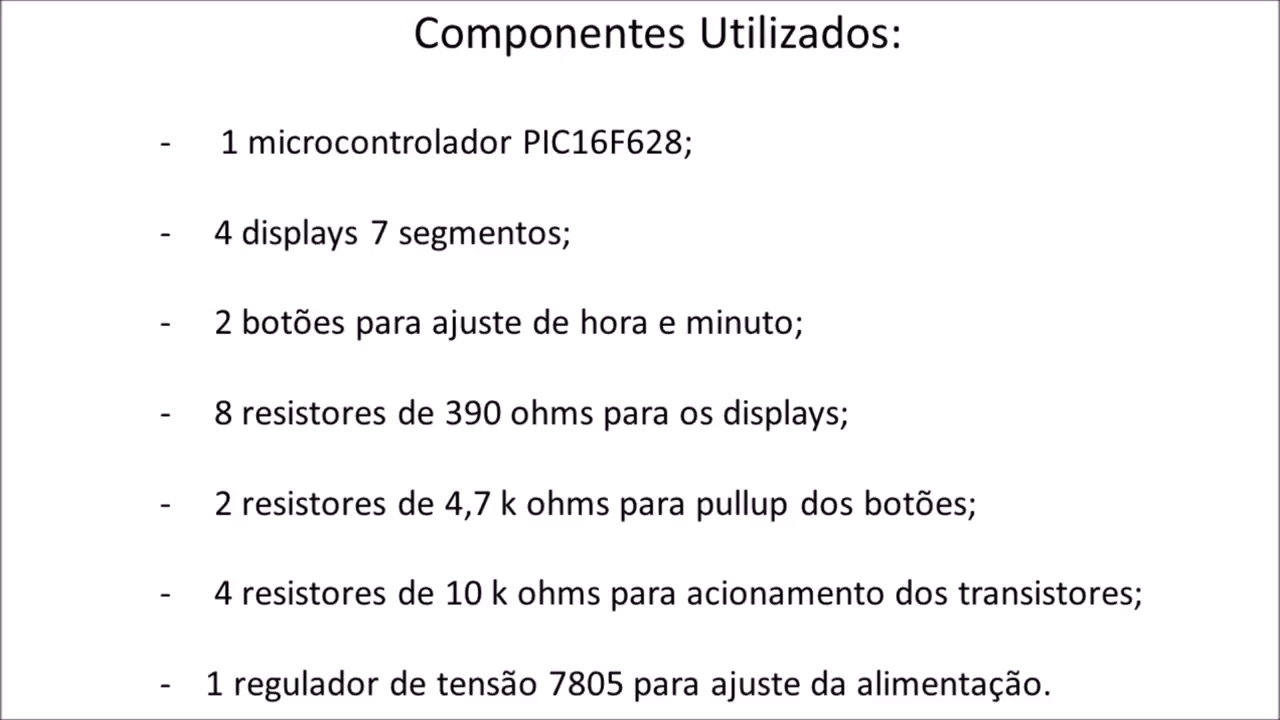 Componentes Utilizados:
- 1 microcontrolador PIC16F628;
- 4 displays 7 segmentos;
- 2 botões para ajuste de hora e minuto;
- 8 resistores de 390 ohms para os displays;
- 2 resistores de 4,7 k ohms para pullup dos botões;
- 4 resistores de 10 k ohms para acionamento dos transistores;
- 1 regulador de tensão 7805 para ajuste da alimentação.